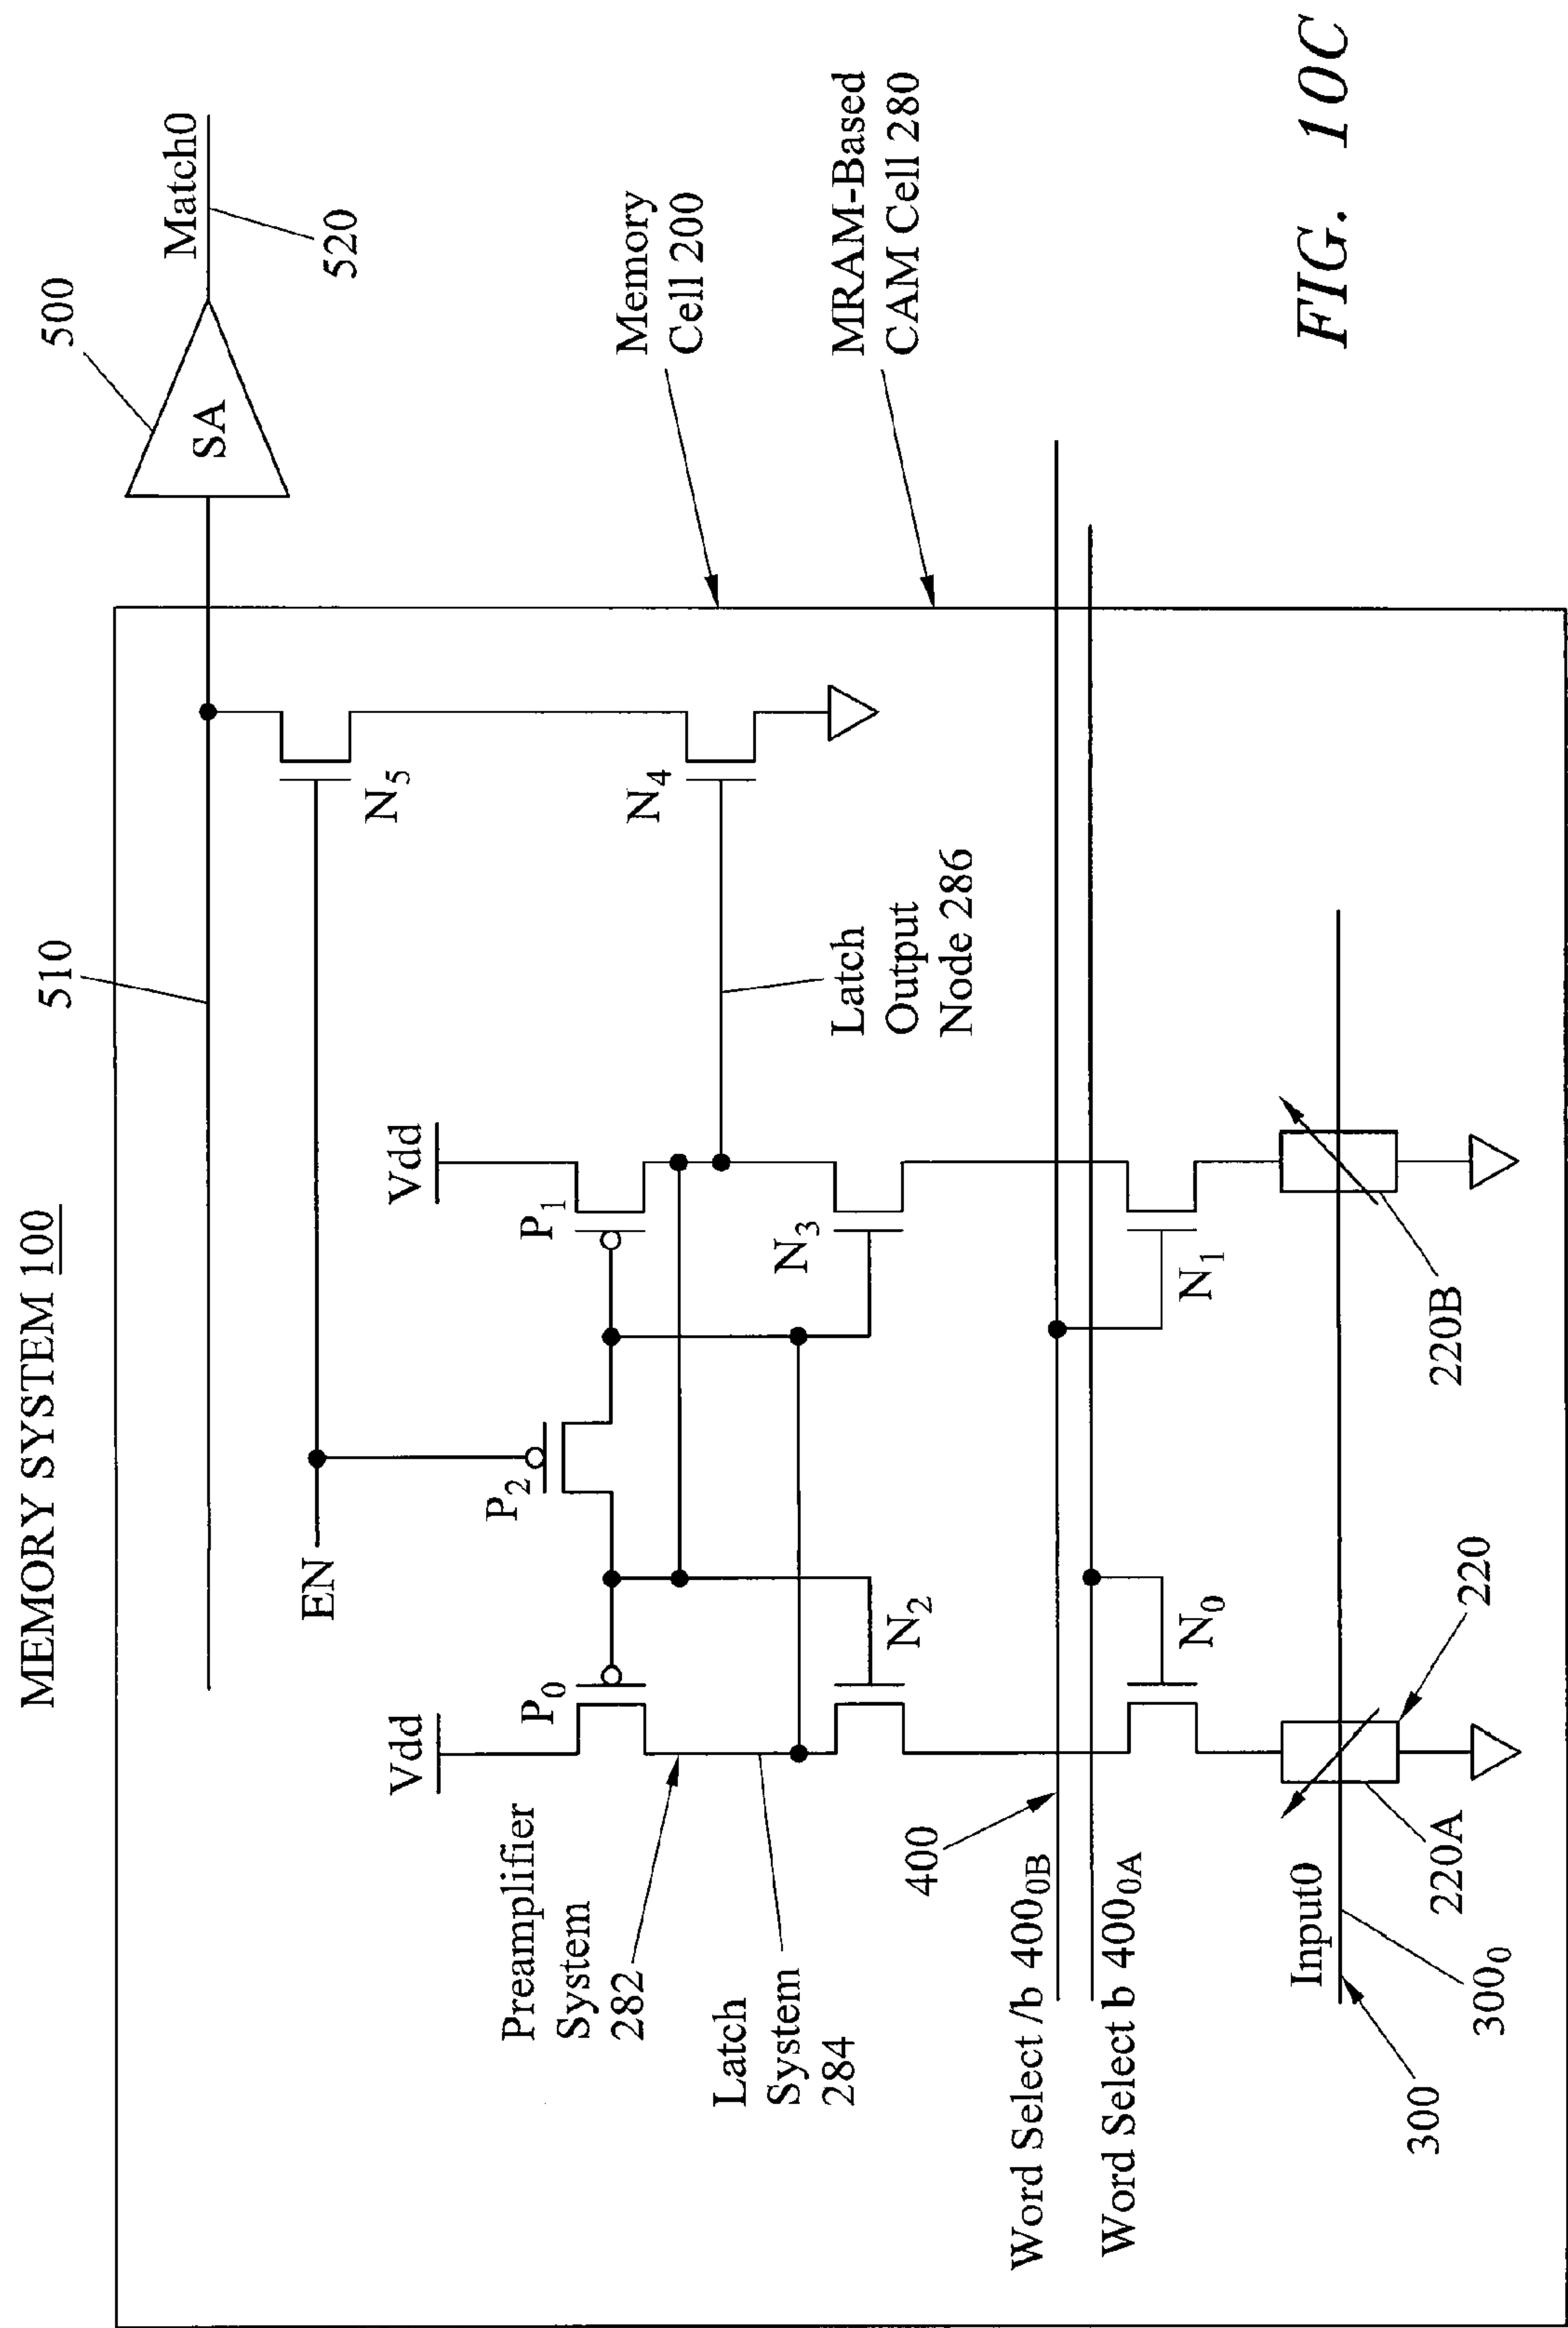 MEMORY SYSTEM 100
510
500
SA
Match0
520
EN
Vdd
Vdd
P0
P2
P1
N5
N4
N3
N2
N1
N0
Preamplifier
System
282
Latch
System
284
Latch
Output
Node 286
Memory
Cell 200
MRAM-Based
CAM Cell 280
400
Word Select /b 4000B
Word Select b 4000A
Input0
300
3000
220A
220
220B
FIG. 10C